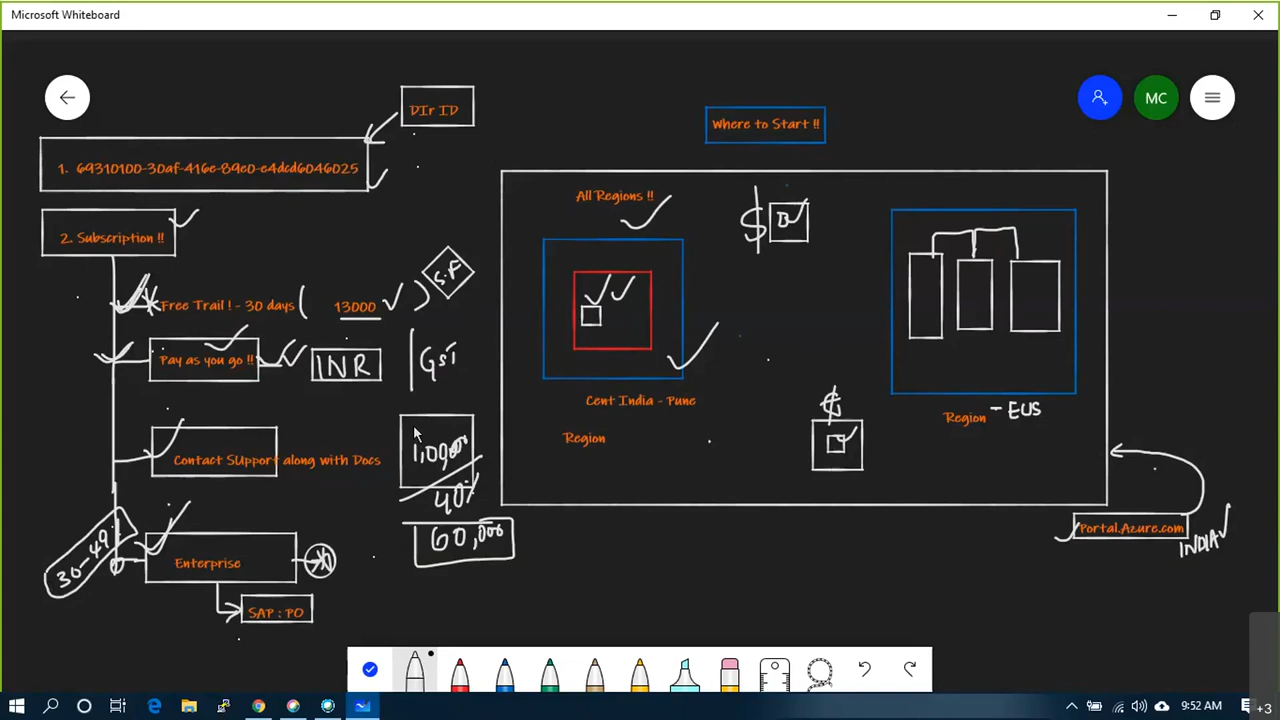 Microsoft Whiteboard
DIr ID
MC
Where to Start !!
1. 69310100-30af-416e-89e0-e4dcd6046025
All Regions !!
2. Subscription !!
S.F
Free Trail ! - 30 days ( 13000 )
Pay as you go !!
INR
GST
Cent India - Pune
Region - EUS
Region
1,00,000
Contact SUpport along with Docs
40%
60,000
Portal.Azure.com
INDIA
30-49%
Enterprise
SAP : PO
9:52 AM
+3